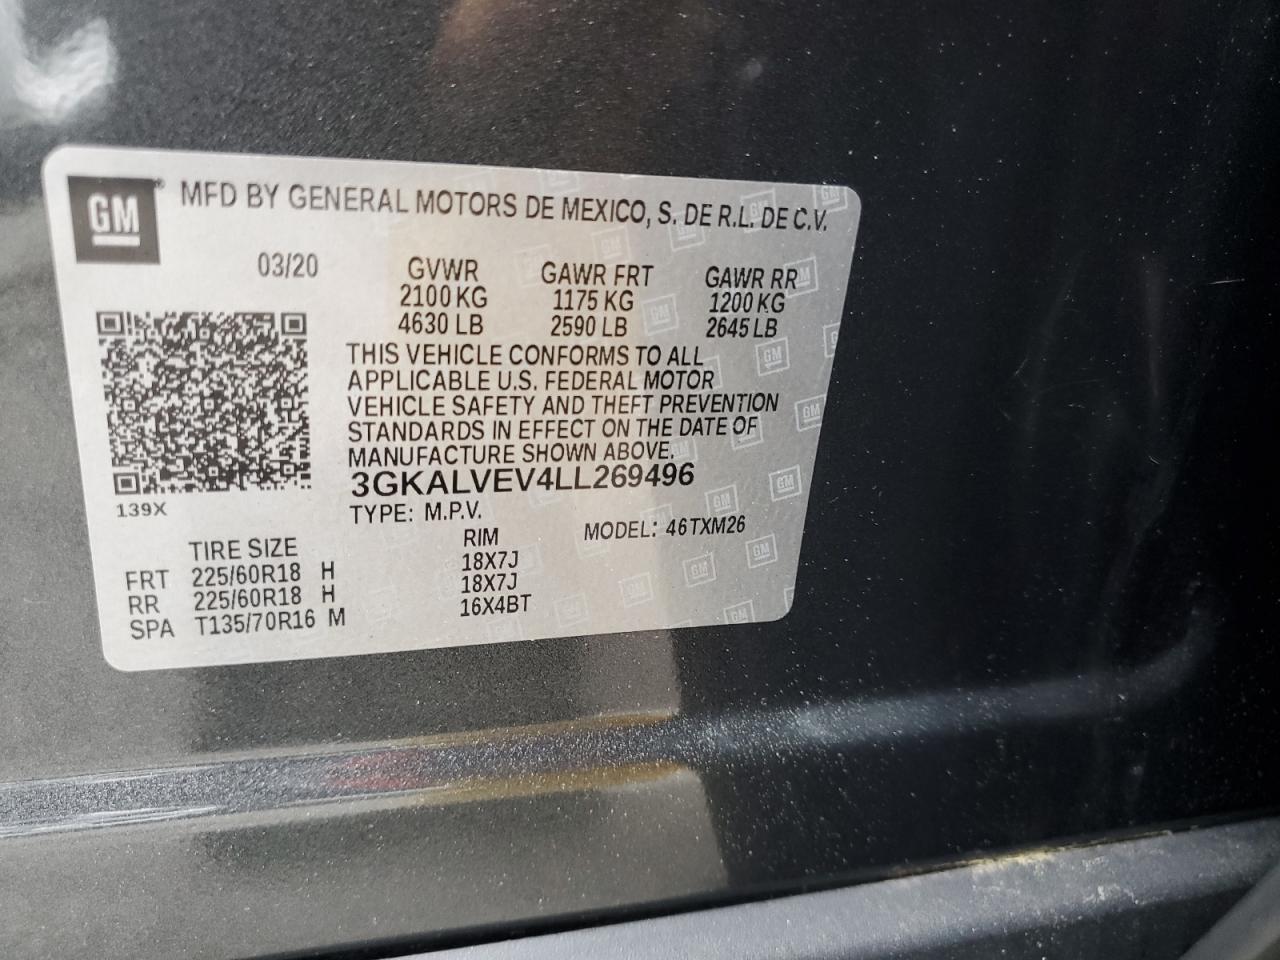 GM® MFD BY GENERAL MOTORS DE MEXICO, S. DE R.L. DE C.V.
03/20 GVWR GAWR FRT GAWR RR
2100 KG 1175 KG 1200 KG
4630 LB 2590 LB 2645 LB
THIS VEHICLE CONFORMS TO ALL
APPLICABLE U.S. FEDERAL MOTOR
VEHICLE SAFETY AND THEFT PREVENTION
STANDARDS IN EFFECT ON THE DATE OF
MANUFACTURE SHOWN ABOVE.
3GKALVEV4LL269496
139X TYPE: M.P.V. MODEL: 46TXM26
TIRE SIZE RIM
FRT 225/60R18 H 18X7J
RR 225/60R18 H 18X7J
SPA T135/70R16 M 16X4BT